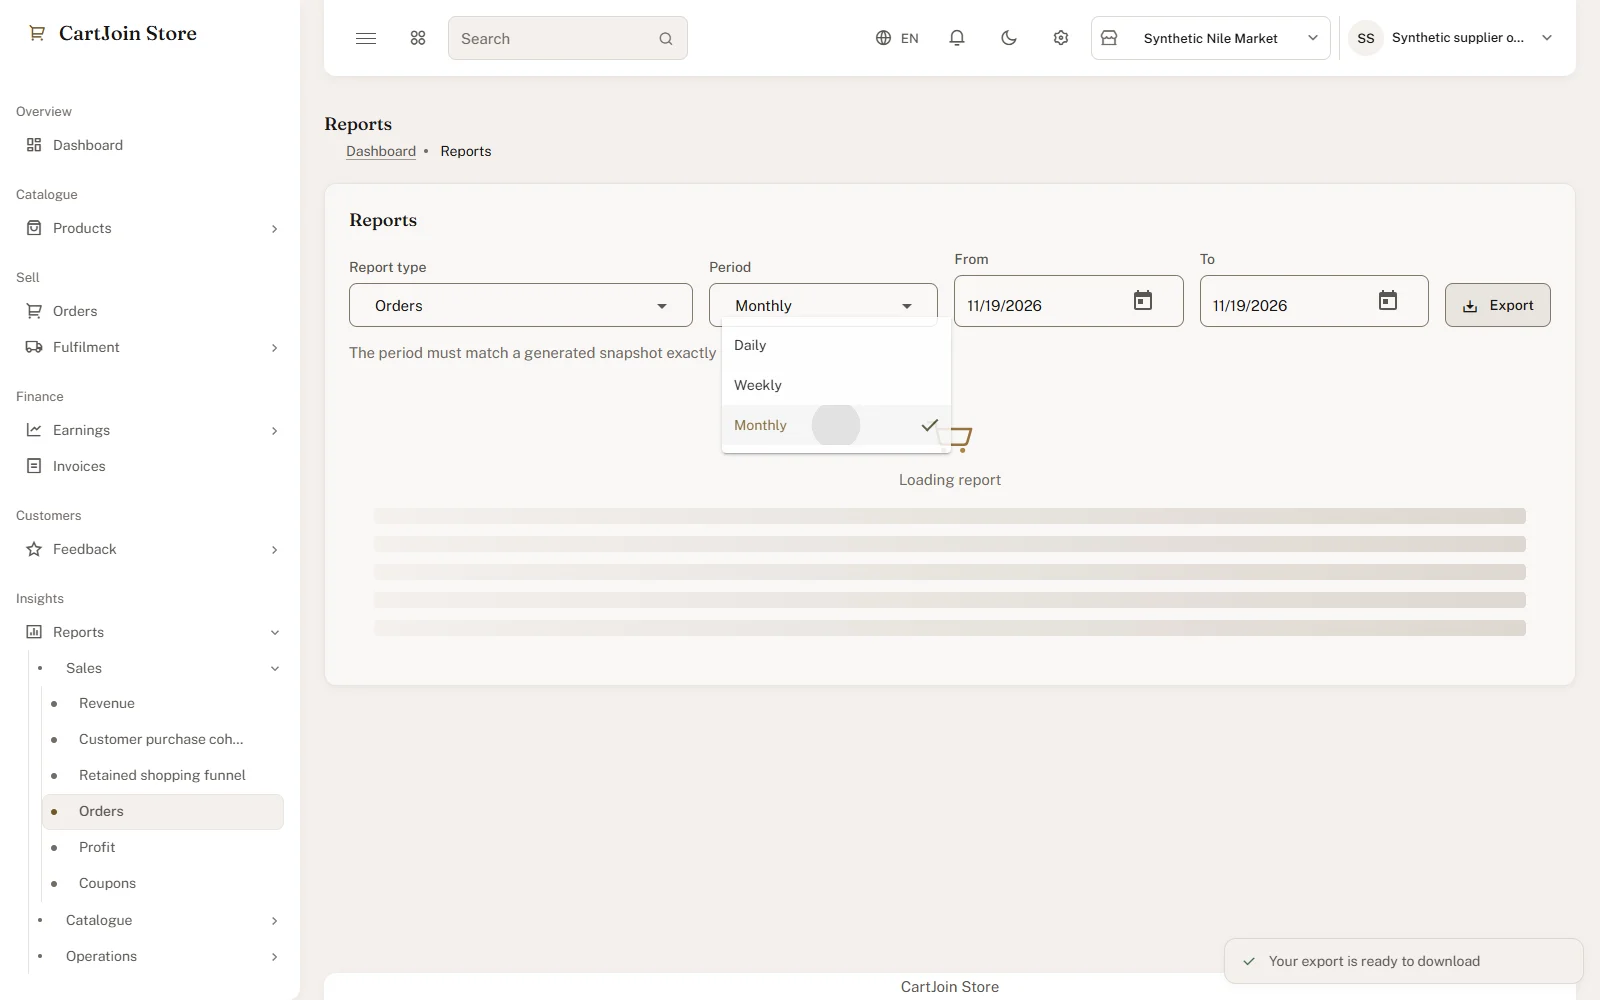 CartJoin Store
Search
EN
Synthetic Nile Market
SS
Synthetic supplier o...
Overview
Dashboard
Catalogue
Products
Sell
Orders
Fulfilment
Finance
Earnings
Invoices
Customers
Feedback
Insights
Reports
Sales
Revenue
Customer purchase coh...
Retained shopping funnel
Orders
Profit
Coupons
Catalogue
Operations
Reports
Dashboard • Reports
Reports
Report type
Period
From
To
Orders
Monthly
11/19/2026
11/19/2026
Export
The period must match a generated snapshot exactly
Daily
Weekly
Monthly
Loading report
Your export is ready to download
CartJoin Store